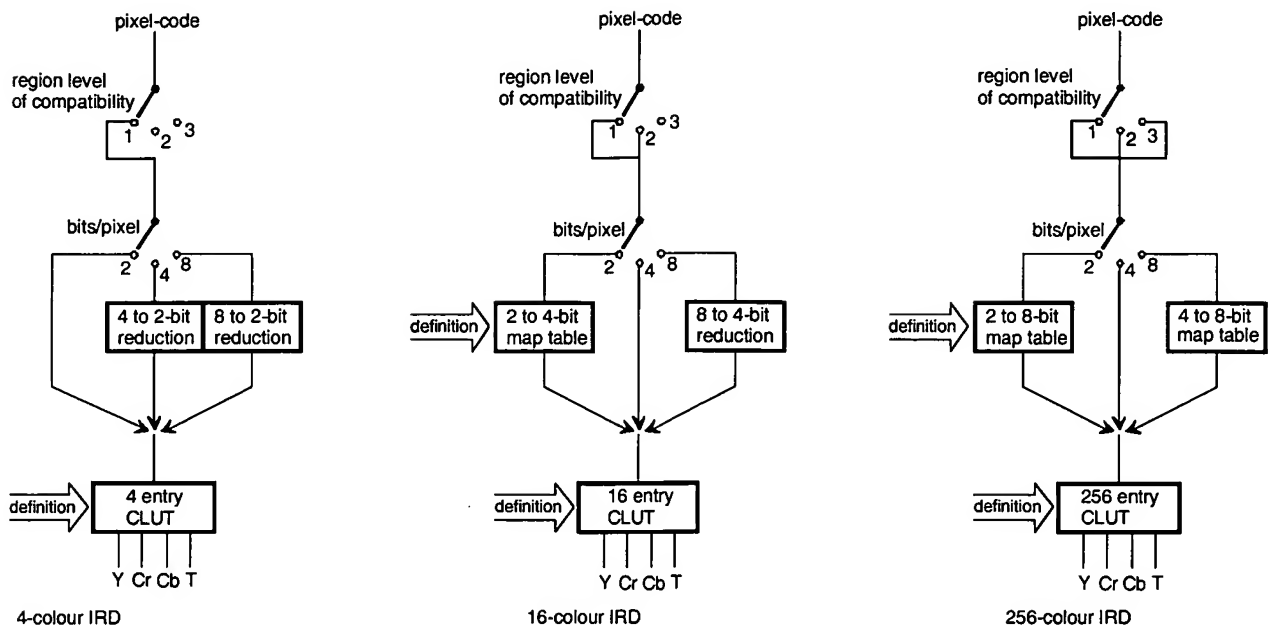 pixel-code
region level
of compatibility
1
2
3
bits/pixel
2
4
8
4 to 2-bit
reduction
8 to 2-bit
reduction
definition
4 entry
CLUT
Y Cr Cb T
4-colour IRD
pixel-code
region level
of compatibility
1
2
3
bits/pixel
2
4
8
definition
2 to 4-bit
map table
8 to 4-bit
reduction
definition
16 entry
CLUT
Y Cr Cb T
16-colour IRD
pixel-code
region level
of compatibility
1
2
3
bits/pixel
2
4
8
definition
2 to 8-bit
map table
4 to 8-bit
map table
definition
256 entry
CLUT
Y Cr Cb T
256-colour IRD